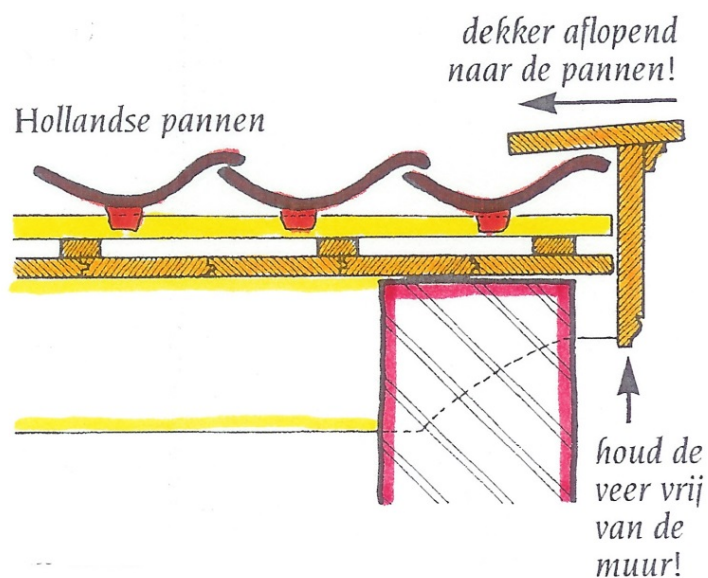 dekker aflopend
naar de pannen!
Hollandse pannen
houd de
veer vrij
van de
muur!